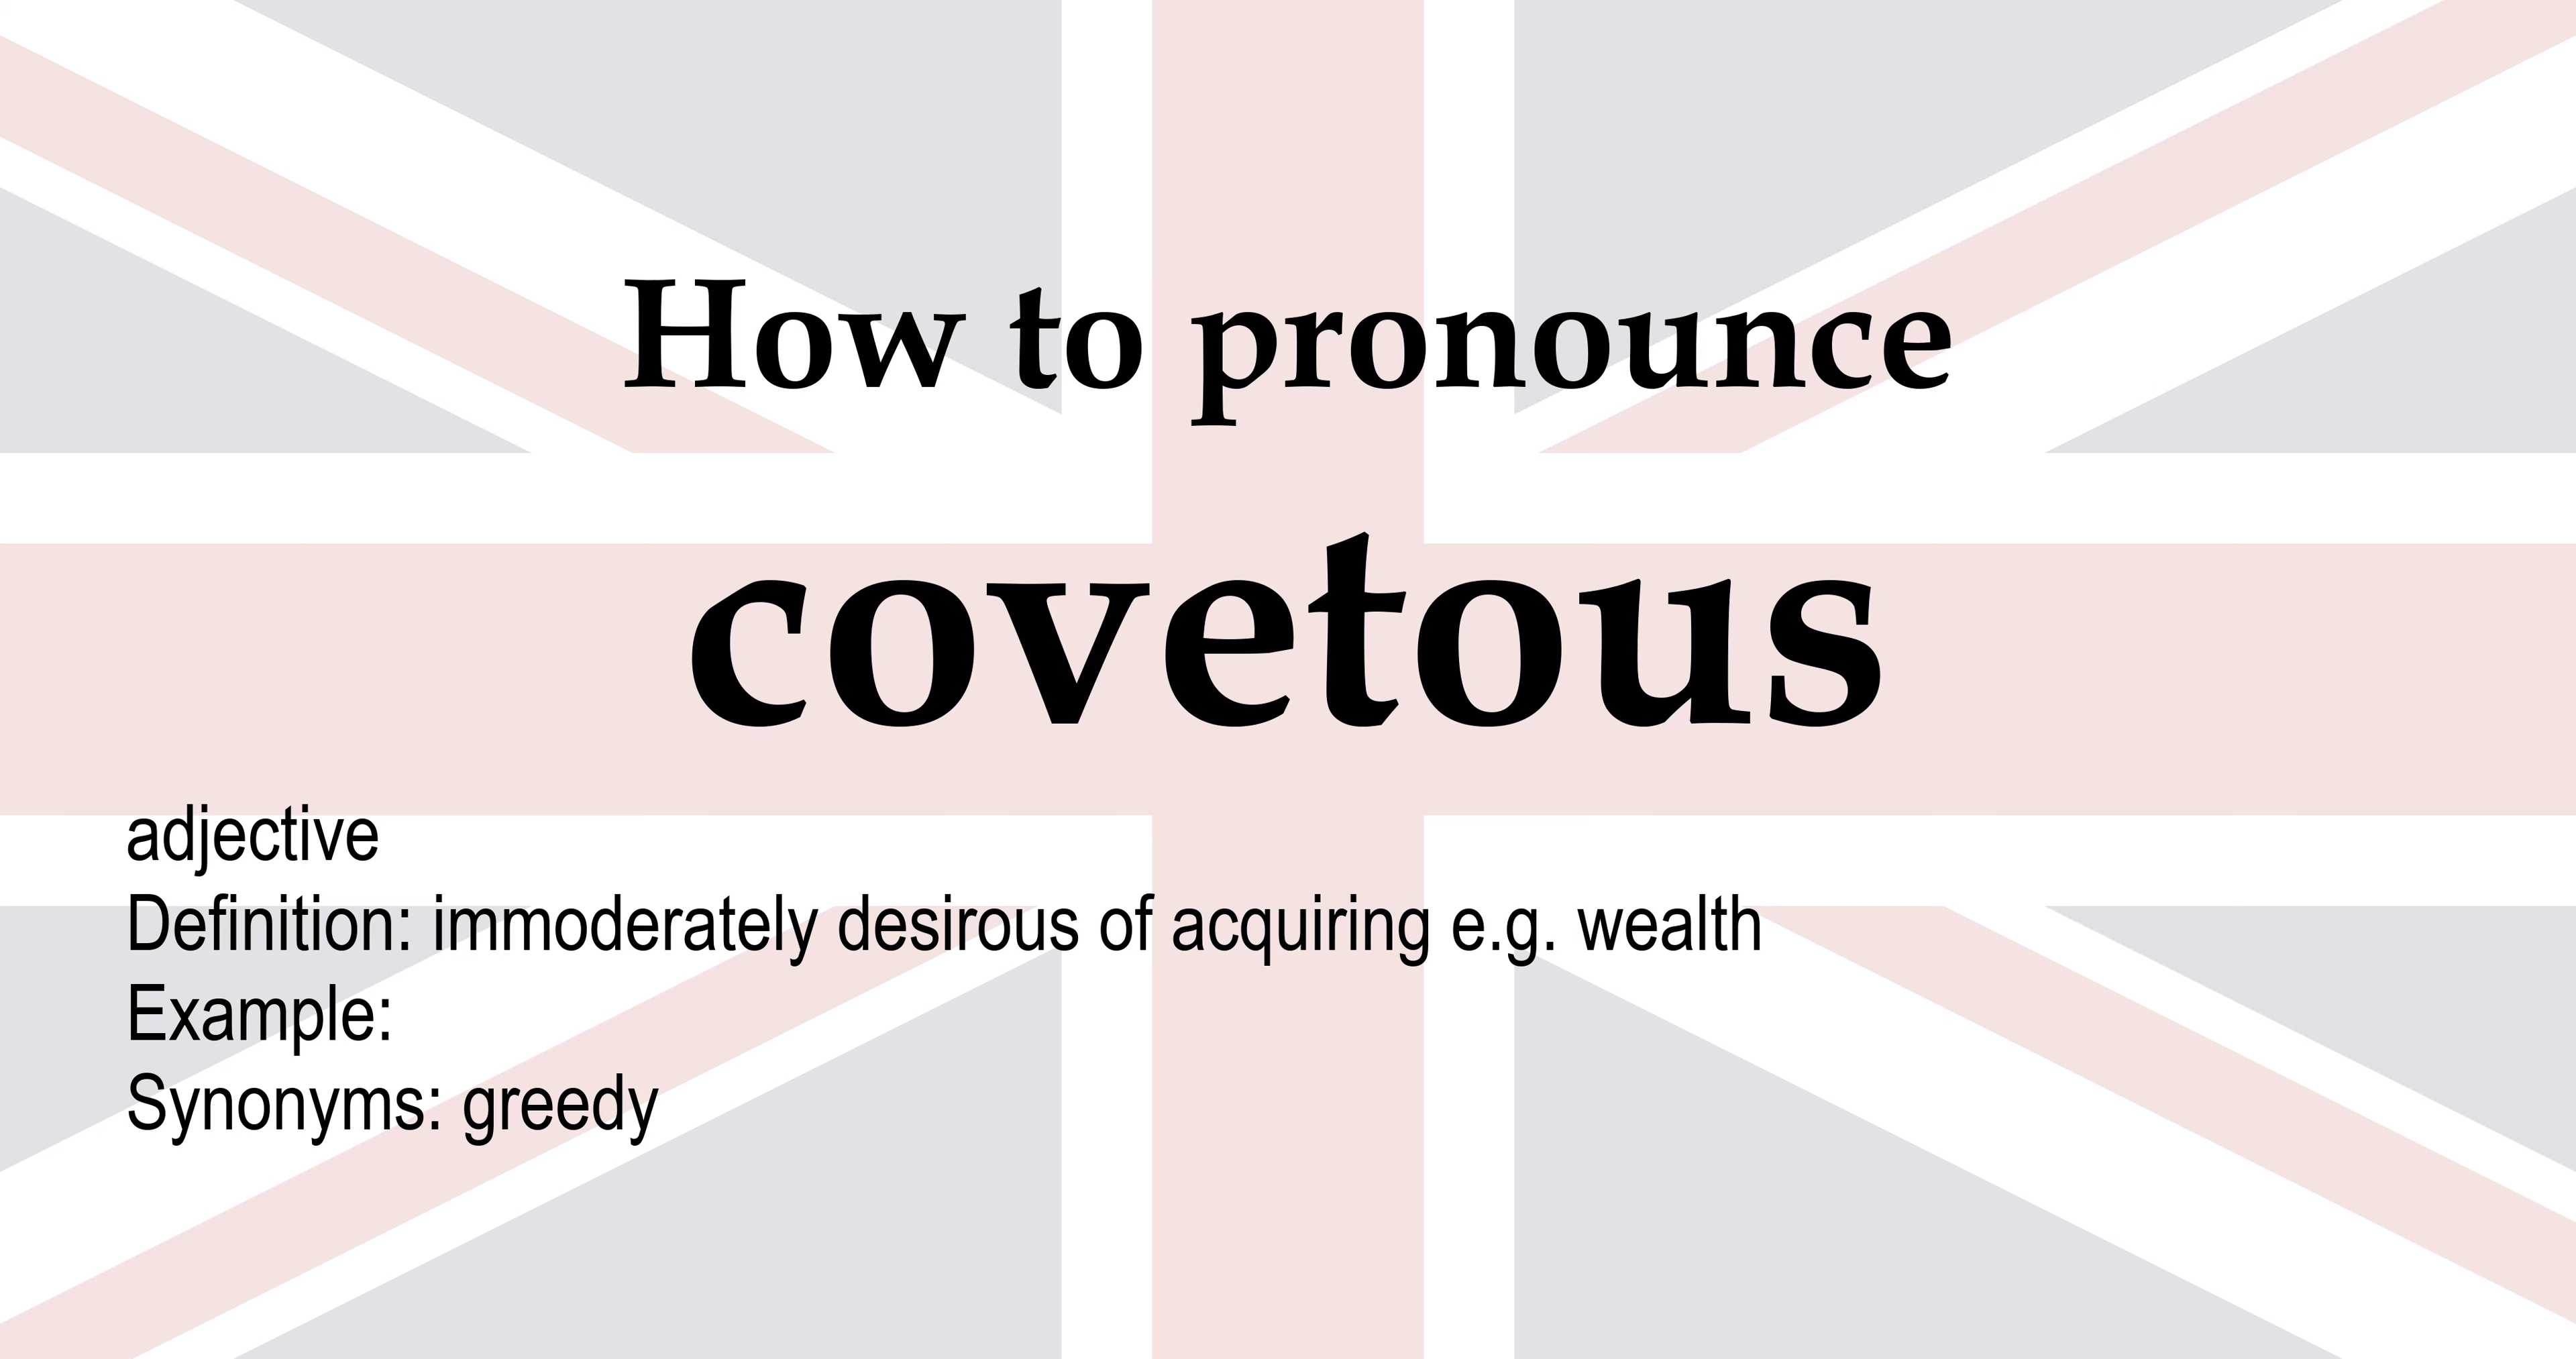 How to pronounce
covetous
adjective
Definition: immoderately desirous of acquiring e.g. wealth
Example:
Synonyms: greedy